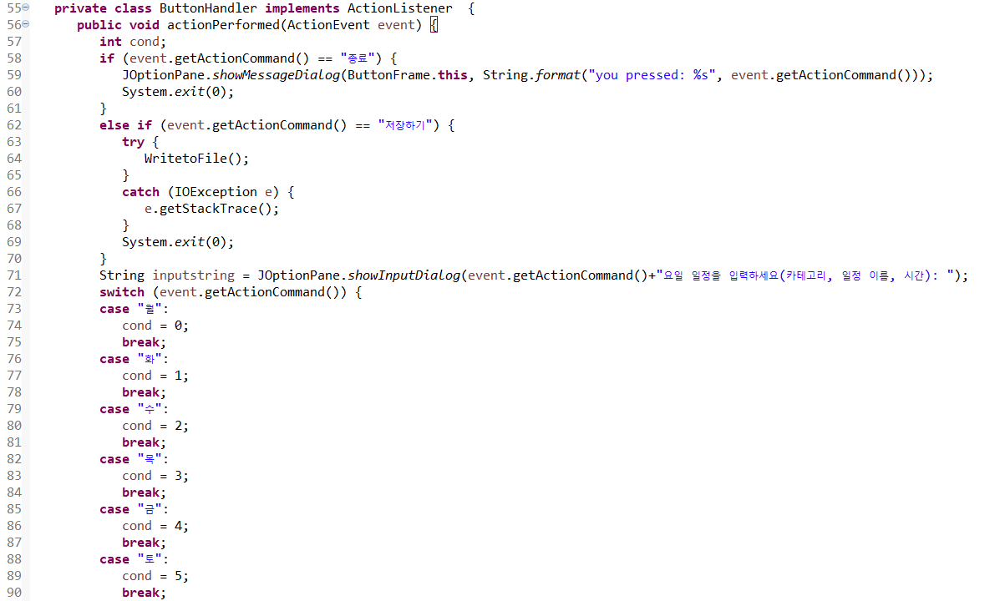 55 private class ButtonHandler implements ActionListener {
56 public void actionPerformed(ActionEvent event) {
57 int cond;
58 if (event.getActionCommand() == "종료") {
59 JOptionPane.showMessageDialog(ButtonFrame.this, String.format("you pressed: %s", event.getActionCommand()));
60 System.exit(0);
61 }
62 else if (event.getActionCommand() == "저장하기") {
63 try {
64 WritetoFile();
65 }
66 catch (IOException e) {
67 e.getStackTrace();
68 }
69 System.exit(0);
70 }
71 String inputstring = JOptionPane.showInputDialog(event.getActionCommand()+"요일 일정을 입력하세요(카테고리, 일정 이름, 시간): ");
72 switch (event.getActionCommand()) {
73 case "월":
74 cond = 0;
75 break;
76 case "화":
77 cond = 1;
78 break;
79 case "수":
80 cond = 2;
81 break;
82 case "목":
83 cond = 3;
84 break;
85 case "금":
86 cond = 4;
87 break;
88 case "토":
89 cond = 5;
90 break;